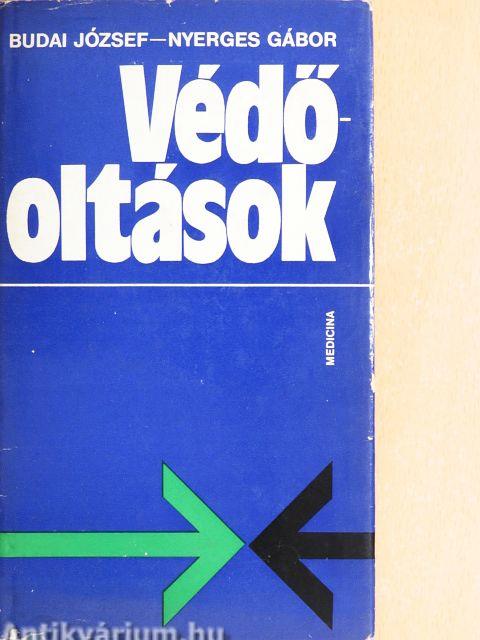 BUDAI JÓZSEF—NYERGES GÁBOR
Védő-
oltások
MEDICINA
Antikvárium.hu